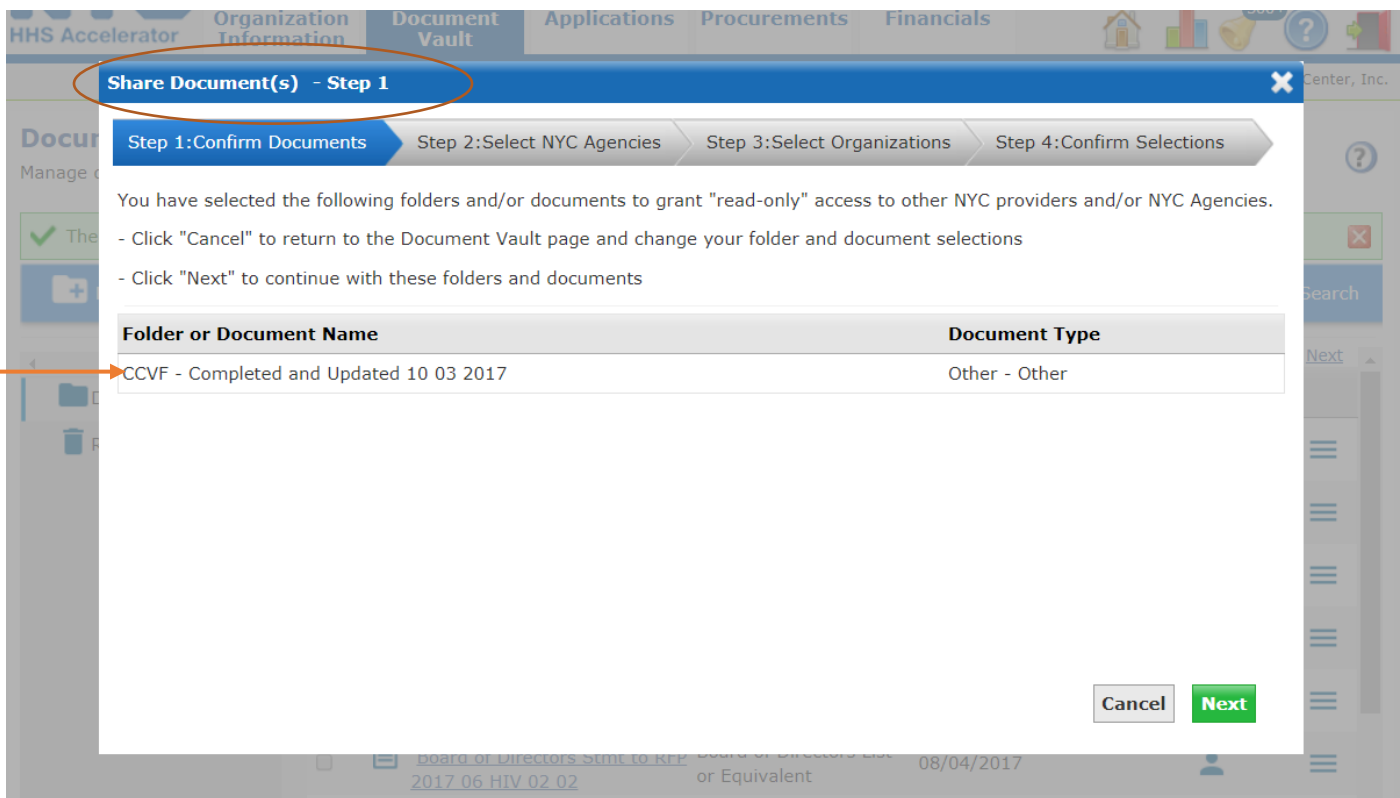 HHS Accelerator
Organization
Information
Document
Vault
Applications
Procurements
Financials
?
Center, Inc.
Share Document(s) - Step 1
Docur
Manage
?
Step 1:Confirm Documents
Step 2:Select NYC Agencies
Step 3:Select Organizations
Step 4:Confirm Selections
You have selected the following folders and/or documents to grant "read-only" access to other NYC providers and/or NYC Agencies.
The
- Click "Cancel" to return to the Document Vault page and change your folder and document selections
- Click "Next" to continue with these folders and documents
Search
Folder or Document Name
Document Type
Next
CCVF - Completed and Updated 10 03 2017
Other - Other
Cancel
Next
Board of Directors Stmt to RFP
2017 06 HIV 02 02
Board of Directors List
or Equivalent
08/04/2017